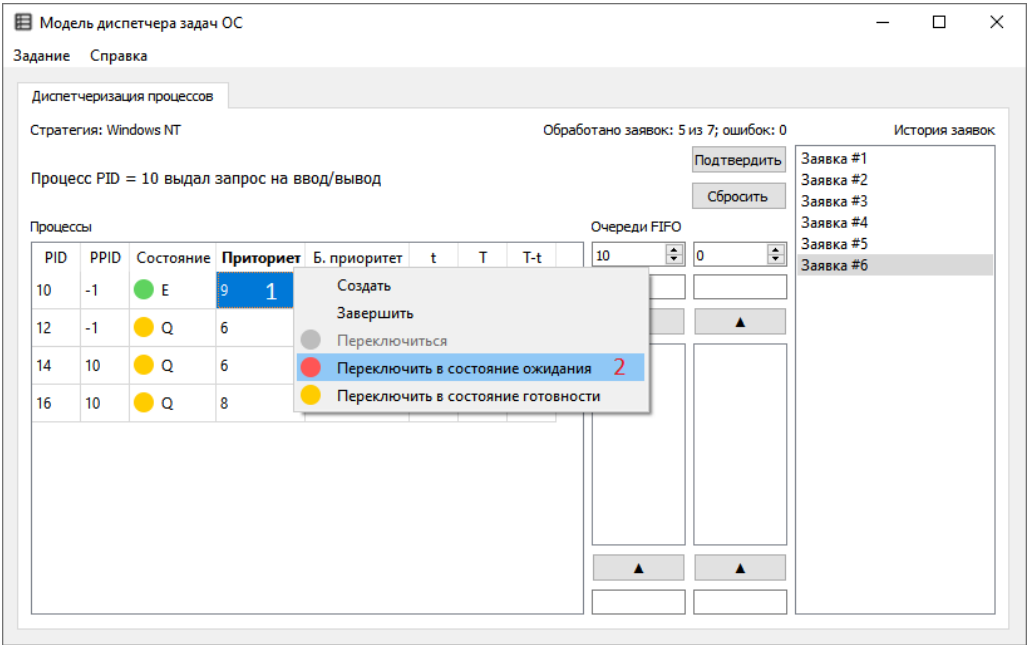 Модель диспетчера задач ОС
Задание Справка
Диспетчеризация процессов
Стратегия: Windows NT
Обработано заявок: 5 из 7; ошибок: 0
История заявок
Процесс PID = 10 выдал запрос на ввод/вывод
Подтвердить
Сбросить
Заявка #1
Заявка #2
Заявка #3
Заявка #4
Заявка #5
Заявка #6
Процессы
Очереди FIFO
PID PPID Состояние Приториет Б. приоритет t T T-t
10 0
10 -1 E 9 1
12 -1 Q 6
14 10 Q 6
16 10 Q 8
Создать
Завершить
Переключиться
Переключить в состояние ожидания 2
Переключить в состояние готовности
▲
▲ ▲